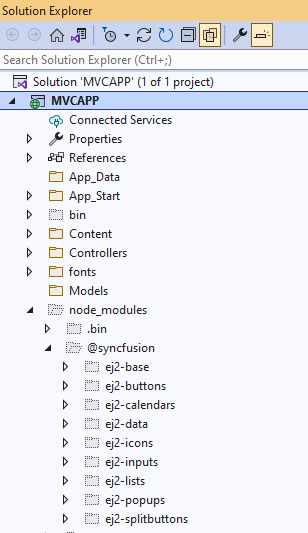 Solution Explorer
Search Solution Explorer (Ctrl+;)
Solution 'MVCAPP' (1 of 1 project)
MVCAPP
Connected Services
Properties
References
App_Data
App_Start
bin
Content
Controllers
fonts
Models
node_modules
.bin
@syncfusion
ej2-base
ej2-buttons
ej2-calendars
ej2-data
ej2-icons
ej2-inputs
ej2-lists
ej2-popups
ej2-splitbuttons